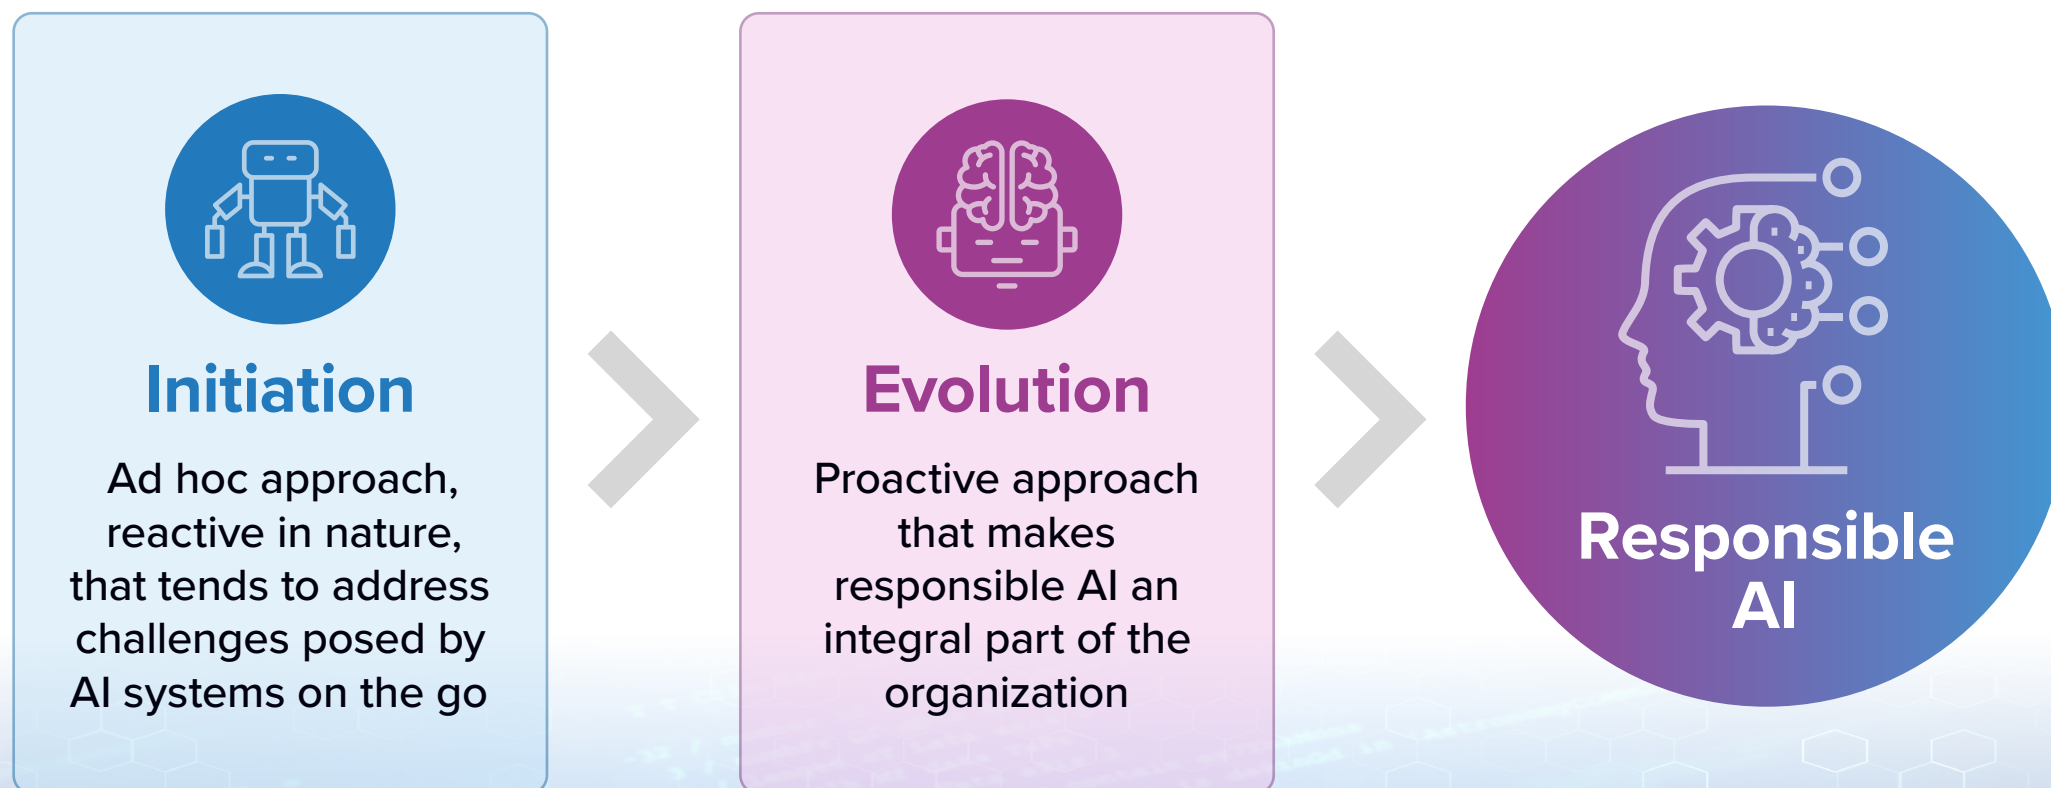 Initiation
Ad hoc approach,
reactive in nature,
that tends to address
challenges posed by
AI systems on the go
Evolution
Proactive approach
that makes
responsible AI an
integral part of the
organization
Responsible
AI